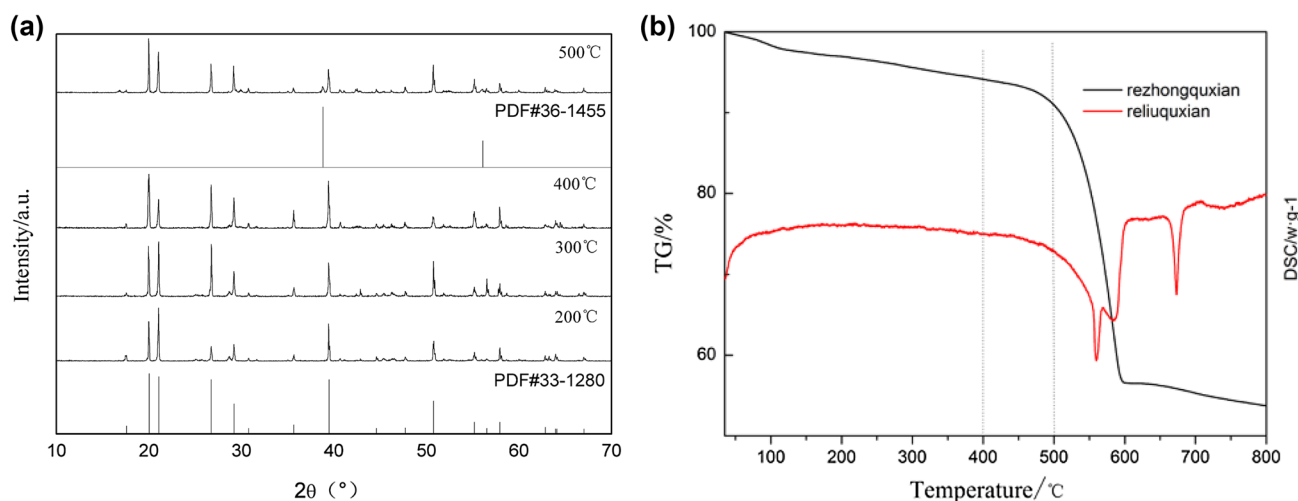 (a)
500℃
PDF#36-1455
400℃
300℃
200℃
PDF#33-1280
Intensity/a.u.
10 20 30 40 50 60 70
2θ（°）
(b)
100
80
60
TG/%
rezhongquxian
reliuquxian
DSC/w·g-1
100 200 300 400 500 600 700 800
Temperature/℃